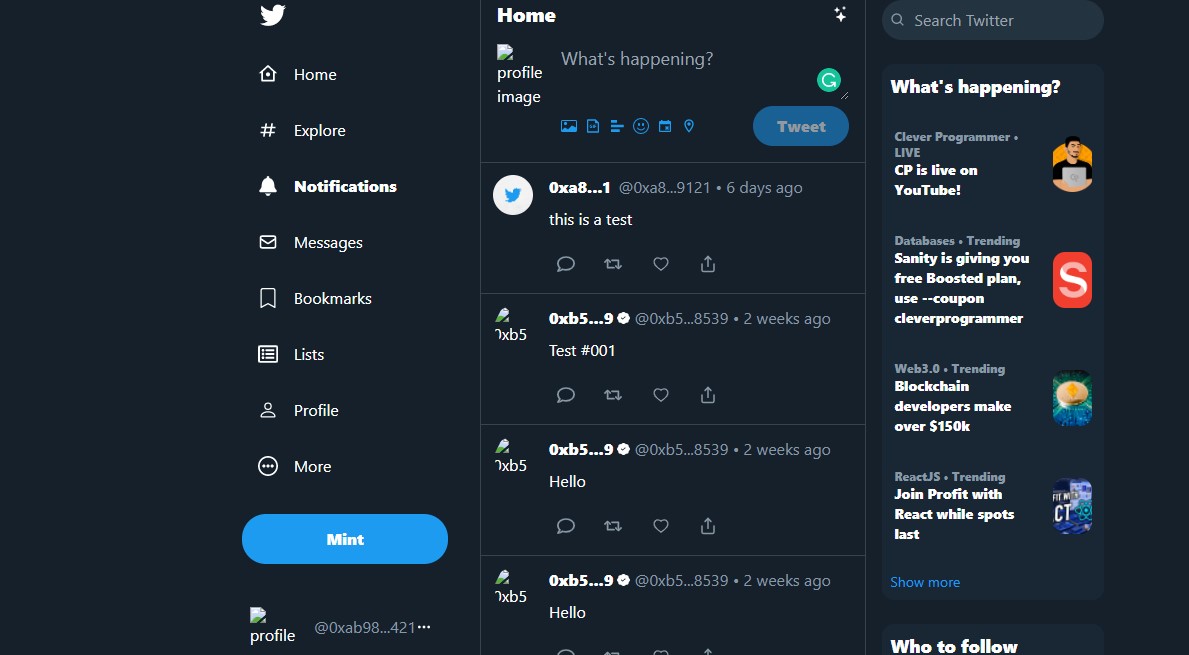 Home
Explore
Notifications
Messages
Bookmarks
Lists
Profile
More
Mint
profile
@0xab98...421
Home
profile
image
What's happening?
Tweet
0xa8...1 @0xa8...9121 • 6 days ago
this is a test
0xb5
0xb5...9 @0xb5...8539 • 2 weeks ago
Test #001
0xb5
0xb5...9 @0xb5...8539 • 2 weeks ago
Hello
0xb5
0xb5...9 @0xb5...8539 • 2 weeks ago
Hello
Search Twitter
What's happening?
Clever Programmer •
LIVE
CP is live on
YouTube!
Databases • Trending
Sanity is giving you
free Boosted plan,
use --coupon
cleverprogrammer
Web3.0 • Trending
Blockchain
developers make
over $150k
ReactJS • Trending
Join Profit with
React while spots
last
Show more
Who to follow